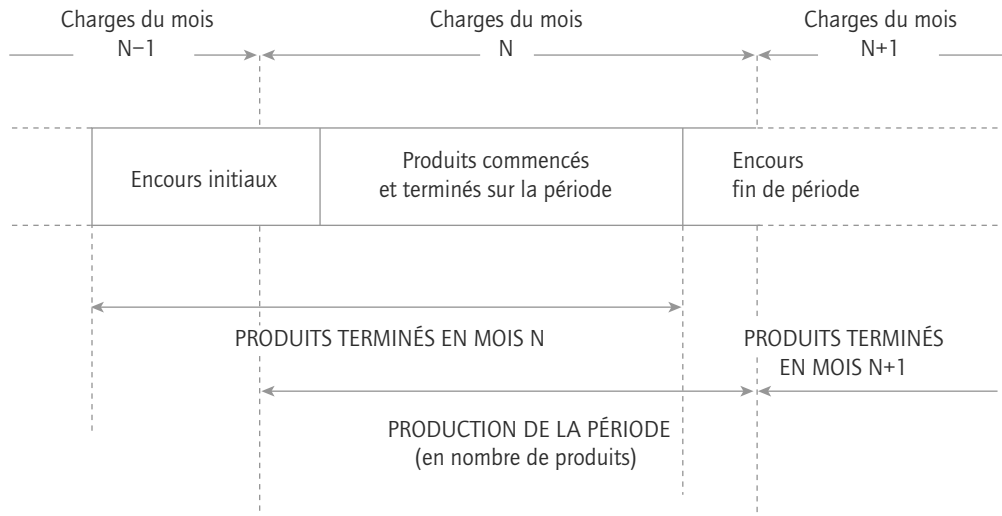 Charges du mois
N–1
Charges du mois
N
Charges du mois
N+1
Encours initiaux
Produits commencés
et terminés sur la période
Encours
fin de période
PRODUITS TERMINÉS EN MOIS N
PRODUITS TERMINÉS
EN MOIS N+1
PRODUCTION DE LA PÉRIODE
(en nombre de produits)